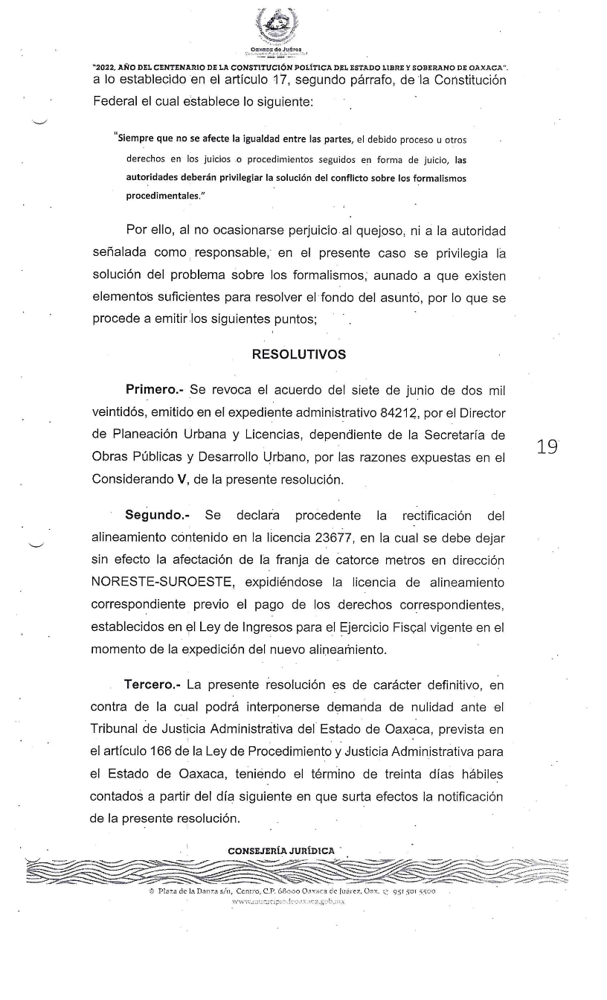 Oaxaca de Juárez
"2022, AÑO DEL CENTENARIO DE LA CONSTITUCIÓN POLÍTICA DEL ESTADO LIBRE Y SOBERANO DE OAXACA".
a lo establecido en el artículo 17, segundo párrafo, de la Constitución
Federal el cual establece lo siguiente:
"Siempre que no se afecte la igualdad entre las partes, el debido proceso u otros
derechos en los juicios o procedimientos seguidos en forma de juicio, las
autoridades deberán privilegiar la solución del conflicto sobre los formalismos
procedimentales."
Por ello, al no ocasionarse perjuicio al quejoso, ni a la autoridad
señalada como responsable, en el presente caso se privilegia la
solución del problema sobre los formalismos, aunado a que existen
elementos suficientes para resolver el fondo del asunto, por lo que se
procede a emitir los siguientes puntos;
RESOLUTIVOS
Primero.- Se revoca el acuerdo del siete de junio de dos mil
veintidós, emitido en el expediente administrativo 84212, por el Director
de Planeación Urbana y Licencias, dependiente de la Secretaría de
Obras Públicas y Desarrollo Urbano, por las razones expuestas en el
Considerando V, de la presente resolución.
19
Segundo.- Se declara procedente la rectificación del
alineamiento contenido en la licencia 23677, en la cual se debe dejar
sin efecto la afectación de la franja de catorce metros en dirección
NORESTE-SUROESTE, expidiéndose la licencia de alineamiento
correspondiente previo el pago de los derechos correspondientes,
establecidos en el Ley de Ingresos para el Ejercicio Fiscal vigente en el
momento de la expedición del nuevo alineamiento.
Tercero.- La presente resolución es de carácter definitivo, en
contra de la cual podrá interponerse demanda de nulidad ante el
Tribunal de Justicia Administrativa del Estado de Oaxaca, prevista en
el artículo 166 de la Ley de Procedimiento y Justicia Administrativa para
el Estado de Oaxaca, teniendo el término de treinta días hábiles
contados a partir del día siguiente en que surta efectos la notificación
de la presente resolución.
CONSEJERÍA JURÍDICA
Plaza de la Danza s/n, Centro, C.P. 68000 Oaxaca de Juárez, Oax. 951 501 5500
www.municipiodeoaxaca.gob.mx